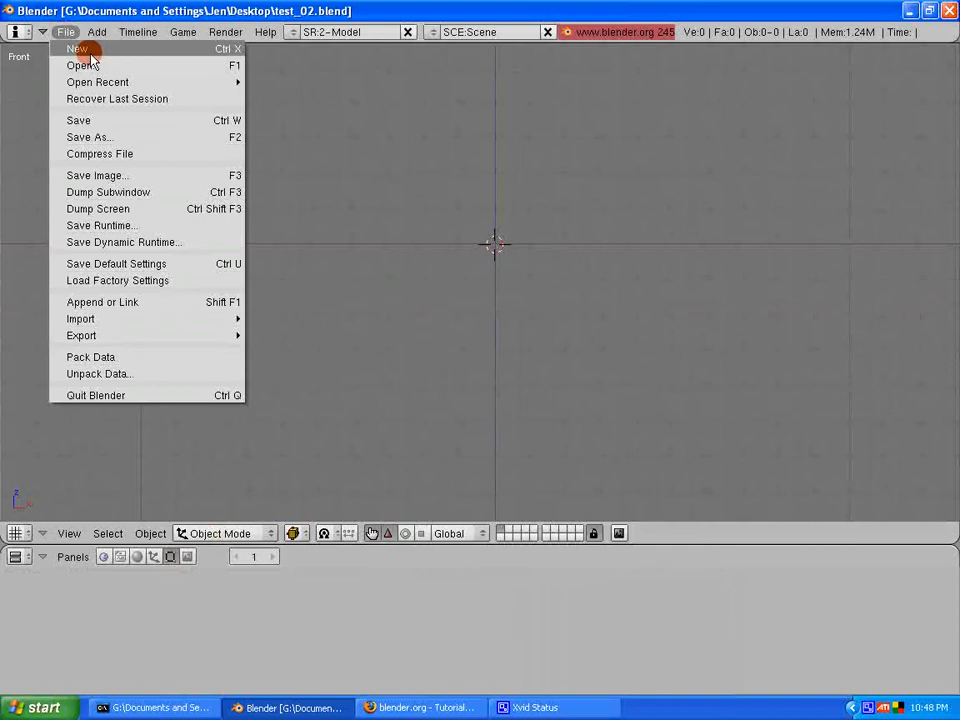 Blender [G:\Documents and Settings\Jen\Desktop\test_02.blend]
File Add Timeline Game Render Help SR:2-Model SCE:Scene www.blender.org 245 Ve:0 | Fa:0 | Ob:0-0 | La:0 | Mem:1.24M | Time: |
Front
New Ctrl X
Open F1
Open Recent
Recover Last Session
Save Ctrl W
Save As... F2
Compress File
Save Image... F3
Dump Subwindow Ctrl F3
Dump Screen Ctrl Shift F3
Save Runtime...
Save Dynamic Runtime...
Save Default Settings Ctrl U
Load Factory Settings
Append or Link Shift F1
Import
Export
Pack Data
Unpack Data...
Quit Blender Ctrl Q
z
View Select Object Object Mode Global
Panels 1
start G:\Documents and Se... Blender [G:\Documen... blender.org - Tutorial... Xvid Status ATI 10:48 PM